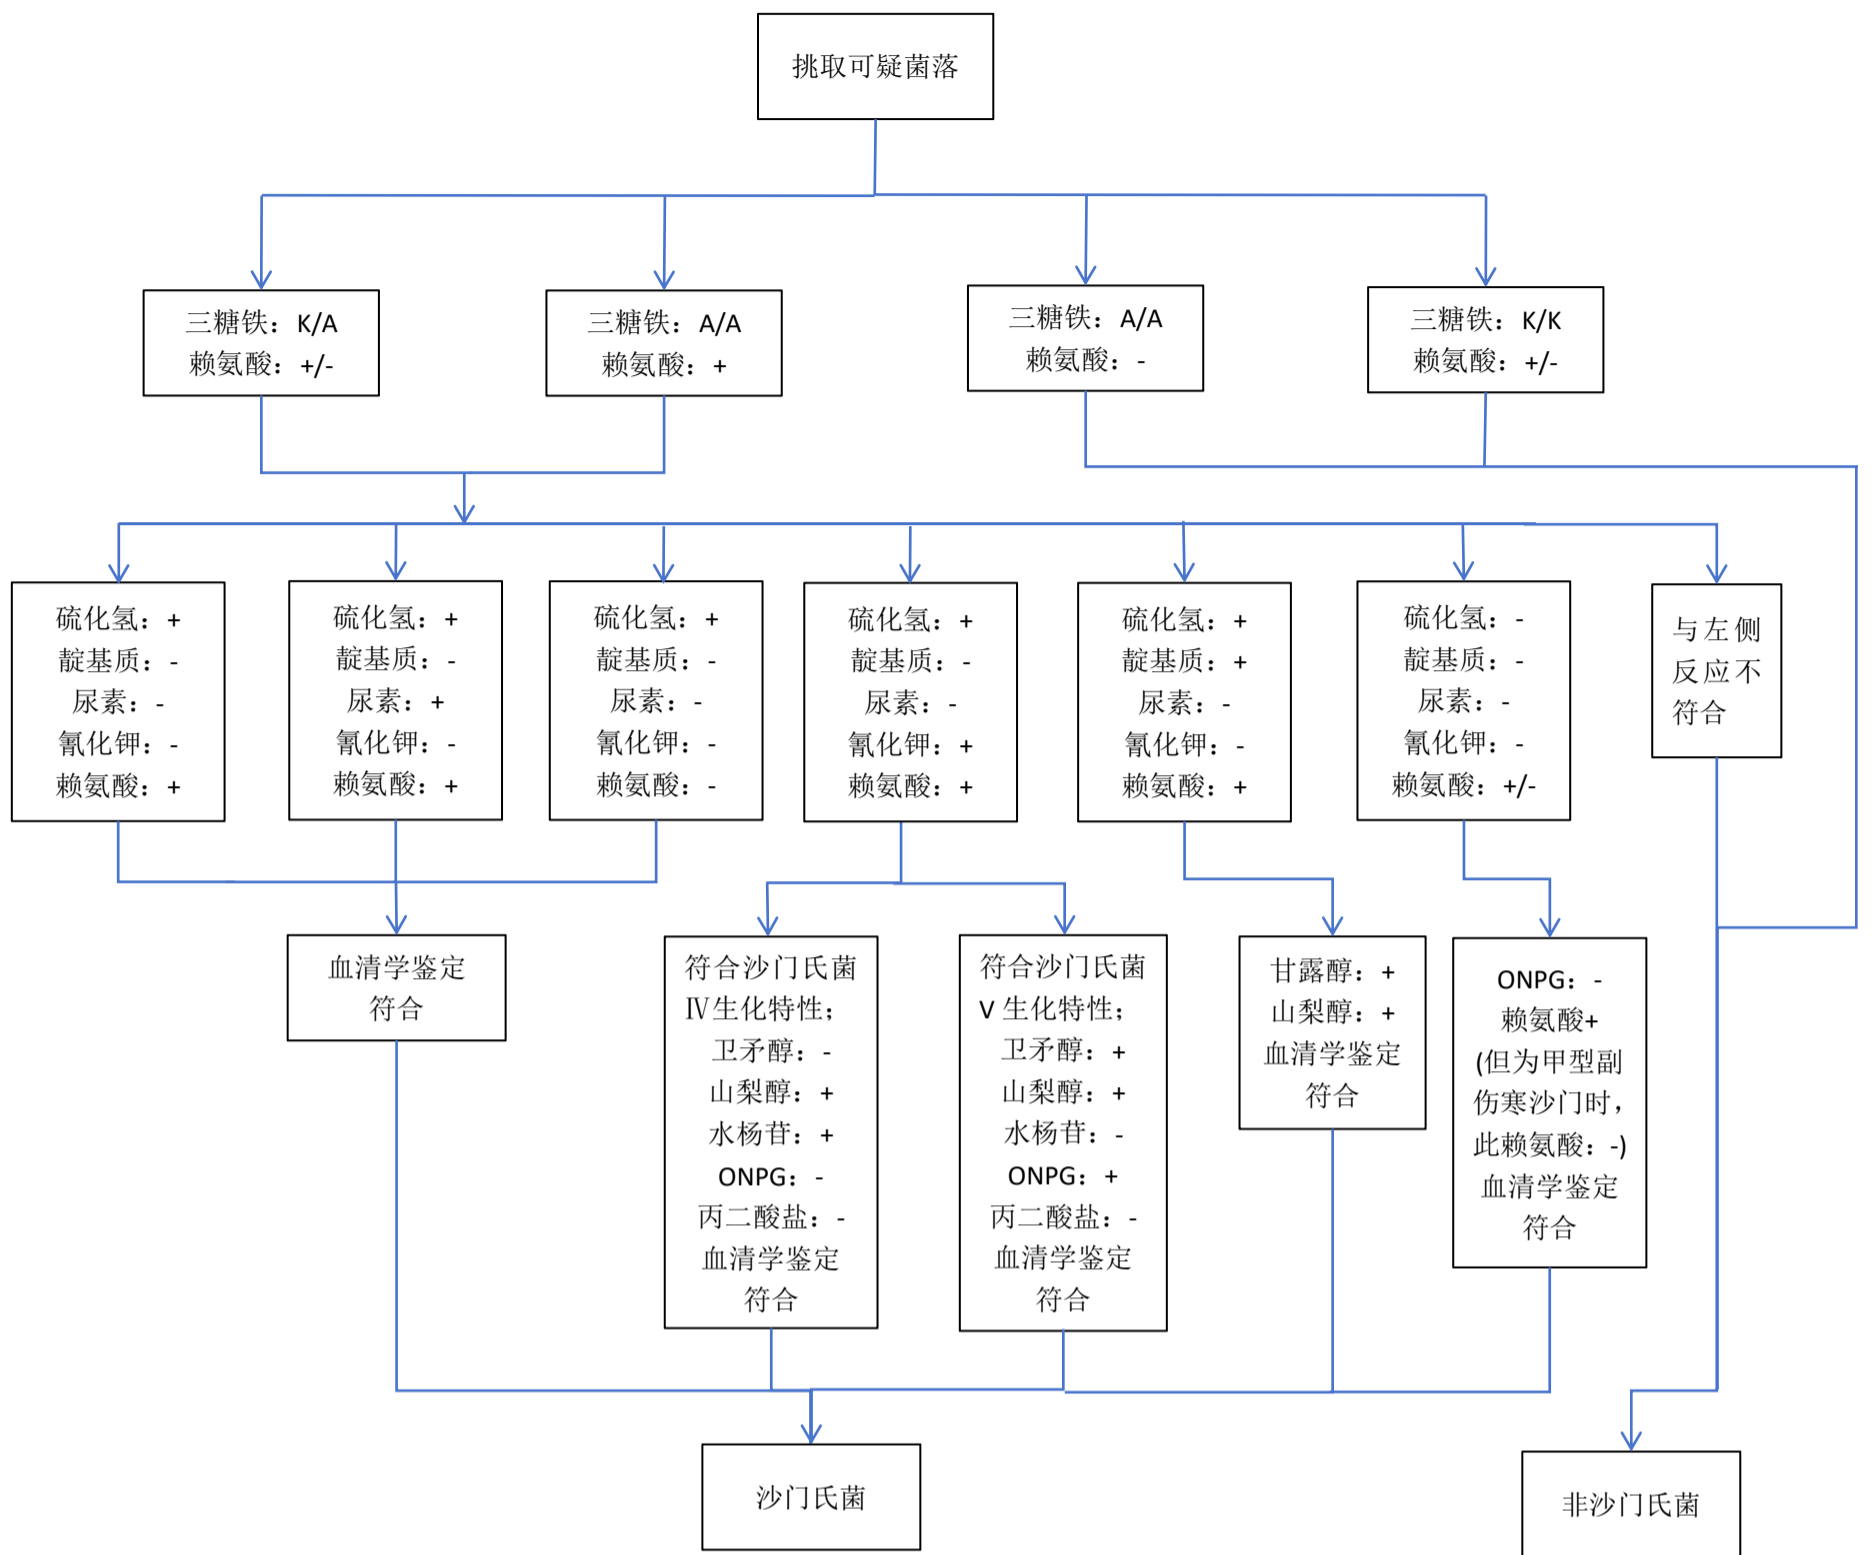 挑取可疑菌落
三糖铁：K/A
赖氨酸：+/-
三糖铁：A/A
赖氨酸：+
三糖铁：A/A
赖氨酸：-
三糖铁：K/K
赖氨酸：+/-
硫化氢：+
靛基质：-
尿素：-
氰化钾：-
赖氨酸：+
硫化氢：+
靛基质：-
尿素：+
氰化钾：-
赖氨酸：+
硫化氢：+
靛基质：-
尿素：-
氰化钾：-
赖氨酸：-
硫化氢：+
靛基质：-
尿素：-
氰化钾：+
赖氨酸：+
硫化氢：+
靛基质：+
尿素：-
氰化钾：-
赖氨酸：+
硫化氢：-
靛基质：-
尿素：-
氰化钾：-
赖氨酸：+/-
与左侧
反应不
符合
血清学鉴定
符合
符合沙门氏菌
Ⅳ生化特性；
卫矛醇：-
山梨醇：+
水杨苷：+
ONPG：-
丙二酸盐：-
血清学鉴定
符合
符合沙门氏菌
V 生化特性；
卫矛醇：+
山梨醇：+
水杨苷：-
ONPG：+
丙二酸盐：-
血清学鉴定
符合
甘露醇：+
山梨醇：+
血清学鉴定
符合
ONPG：-
赖氨酸+
(但为甲型副
伤寒沙门时，
此赖氨酸：-)
血清学鉴定
符合
沙门氏菌
非沙门氏菌